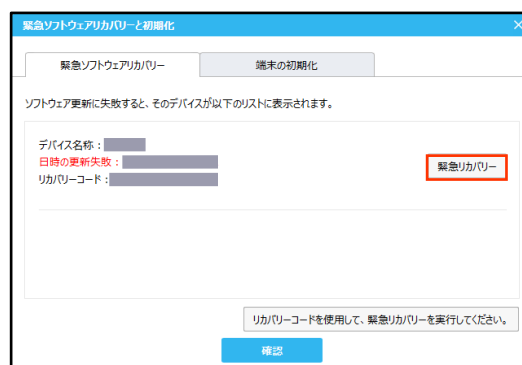 緊急ソフトウェアリカバリーと初期化
緊急ソフトウェアリカバリー
端末の初期化
ソフトウェア更新に失敗すると、そのデバイスが以下のリストに表示されます。
デバイス名称：
日時の更新失敗：
リカバリーコード：
緊急リカバリー
リカバリーコードを使用して、緊急リカバリーを実行してください。
確認